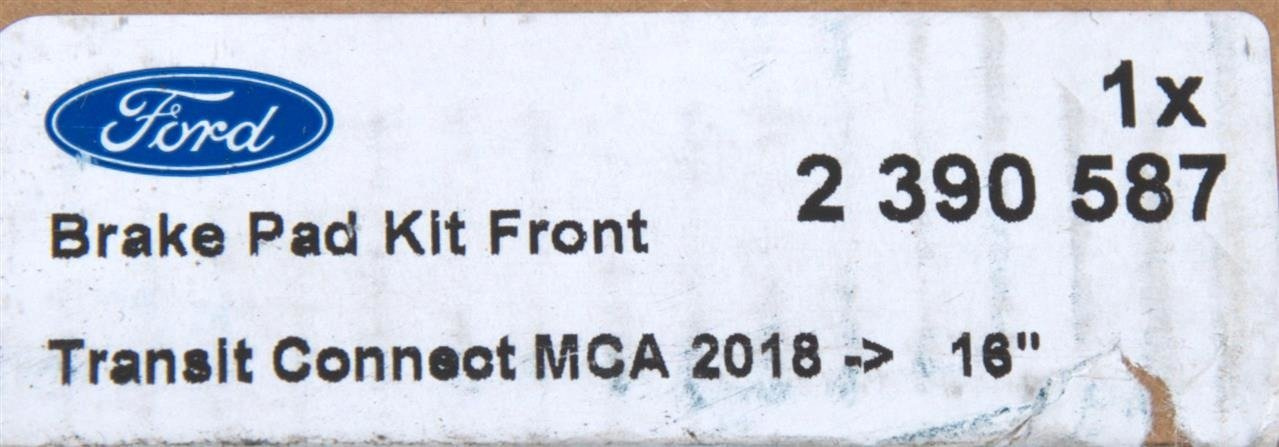 Ford
1x
2 390 587
Brake Pad Kit Front
Transit Connect MCA 2018 -> 16"